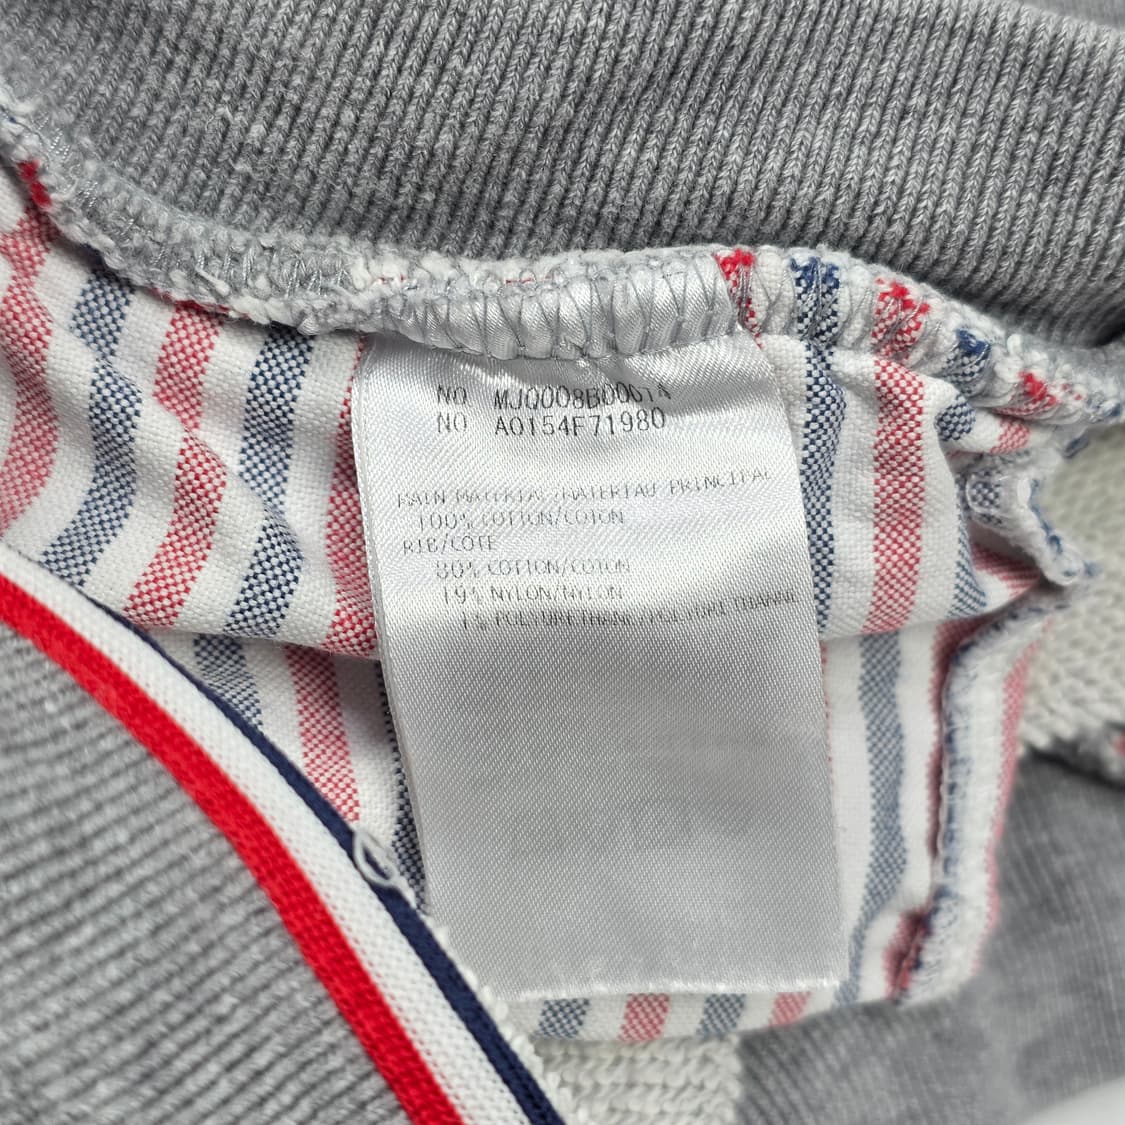 NO MJQ008B00614
NO A0154F71980
MAIN MATERIAL/MATERIAU PRINCIPAL
100% COTTON/COTON
RIB/COTE
80% COTTON/COTON
19% NYLON/NYLON
1% POLYURETHANE/POLYURETHANNE